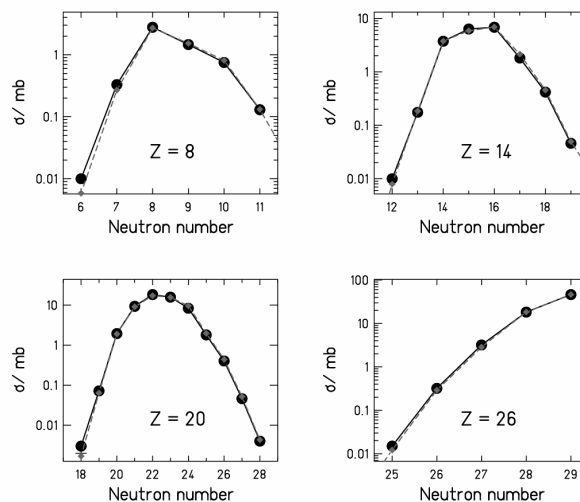 σ/ mb
1
0.1
0.01
Z = 8
6 7 8 9 10 11
Neutron number
σ/ mb
10
1
0.1
0.01
Z = 14
12 14 16 18
Neutron number
σ/ mb
10
1
0.1
0.01
Z = 20
18 20 22 24 26 28
Neutron number
σ/ mb
100
10
1
0.1
0.01
Z = 26
25 26 27 28 29
Neutron number